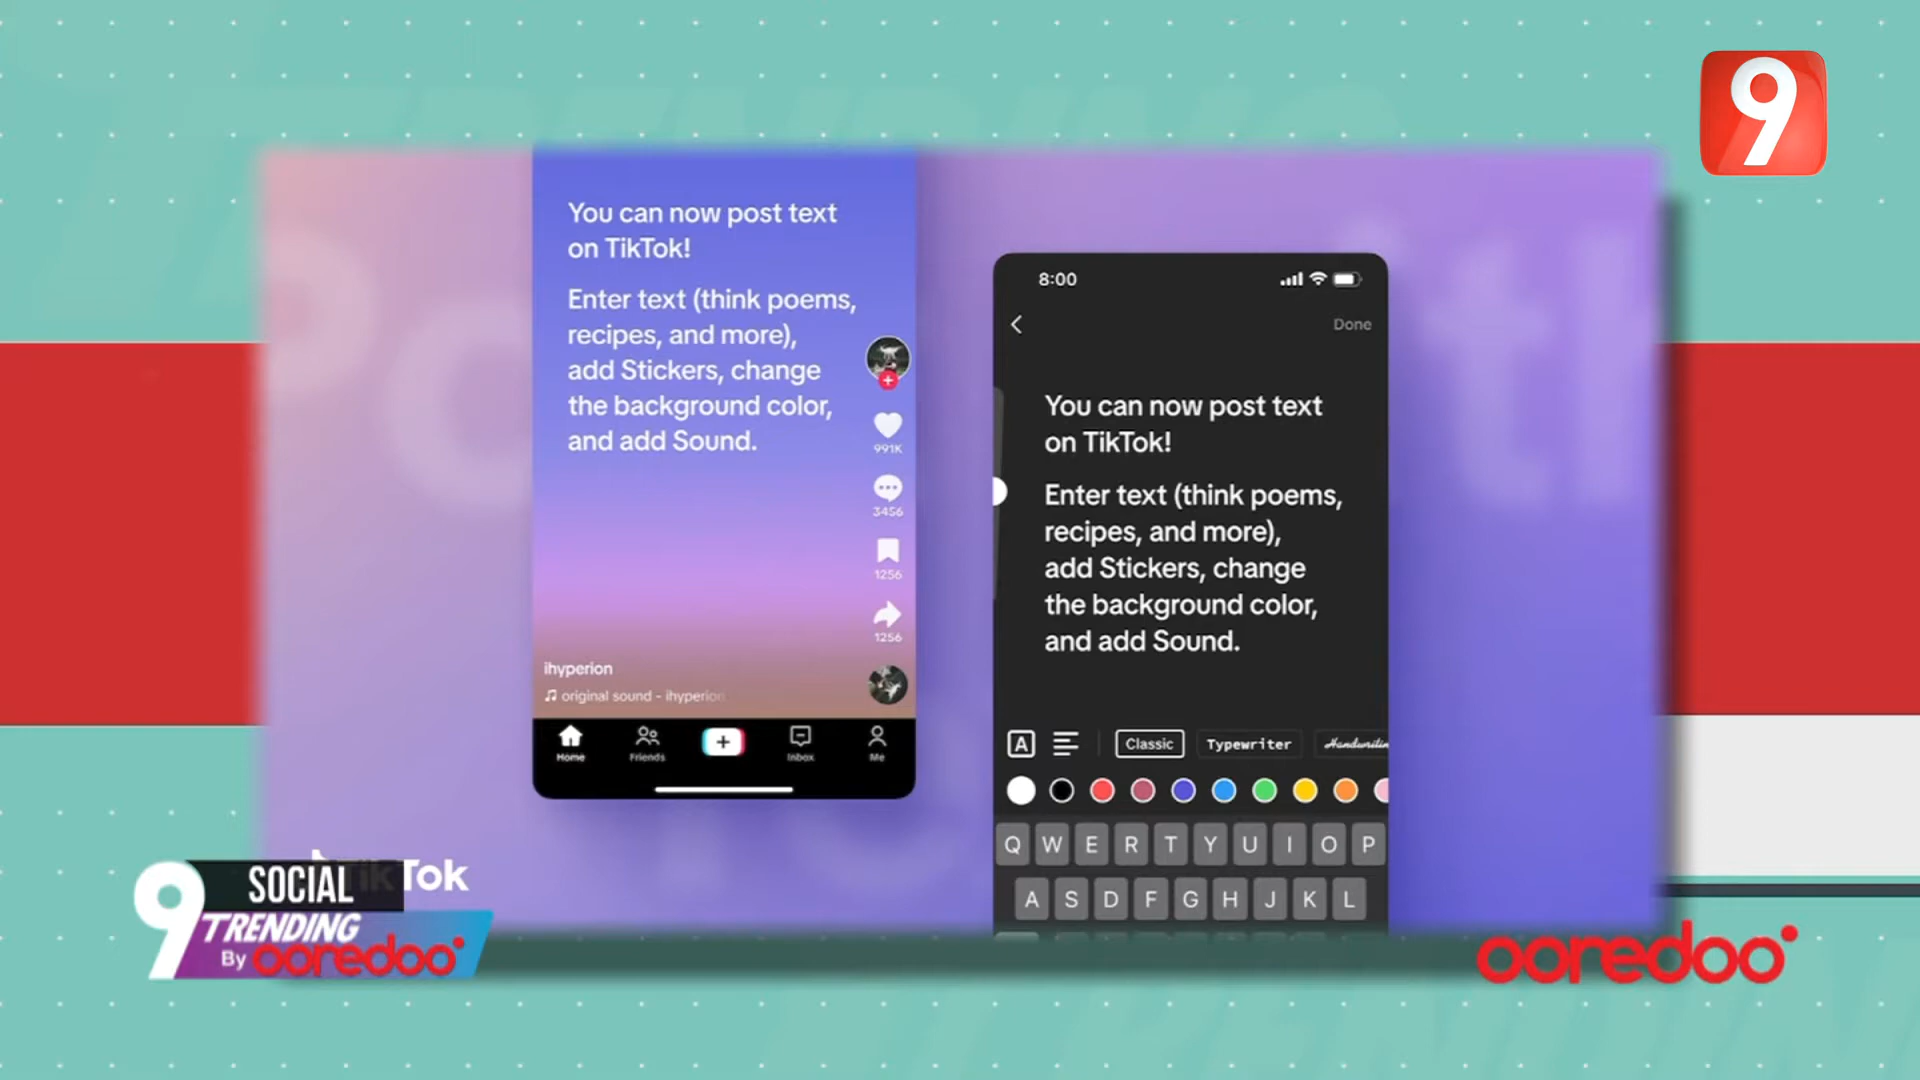 9
You can now post text
on TikTok!
Enter text (think poems,
recipes, and more),
add Stickers, change
the background color,
and add Sound.
991K
3456
1256
1256
ihyperion
original sound - ihyperion
Home
Friends
Inbox
Me
8:00
Done
You can now post text
on TikTok!
Enter text (think poems,
recipes, and more),
add Stickers, change
the background color,
and add Sound.
A
Classic
Typewriter
Q W E R T Y U I O P
A S D F G H J K L
TikTok
9 SOCIAL
TRENDING
By ooredoo
ooredoo